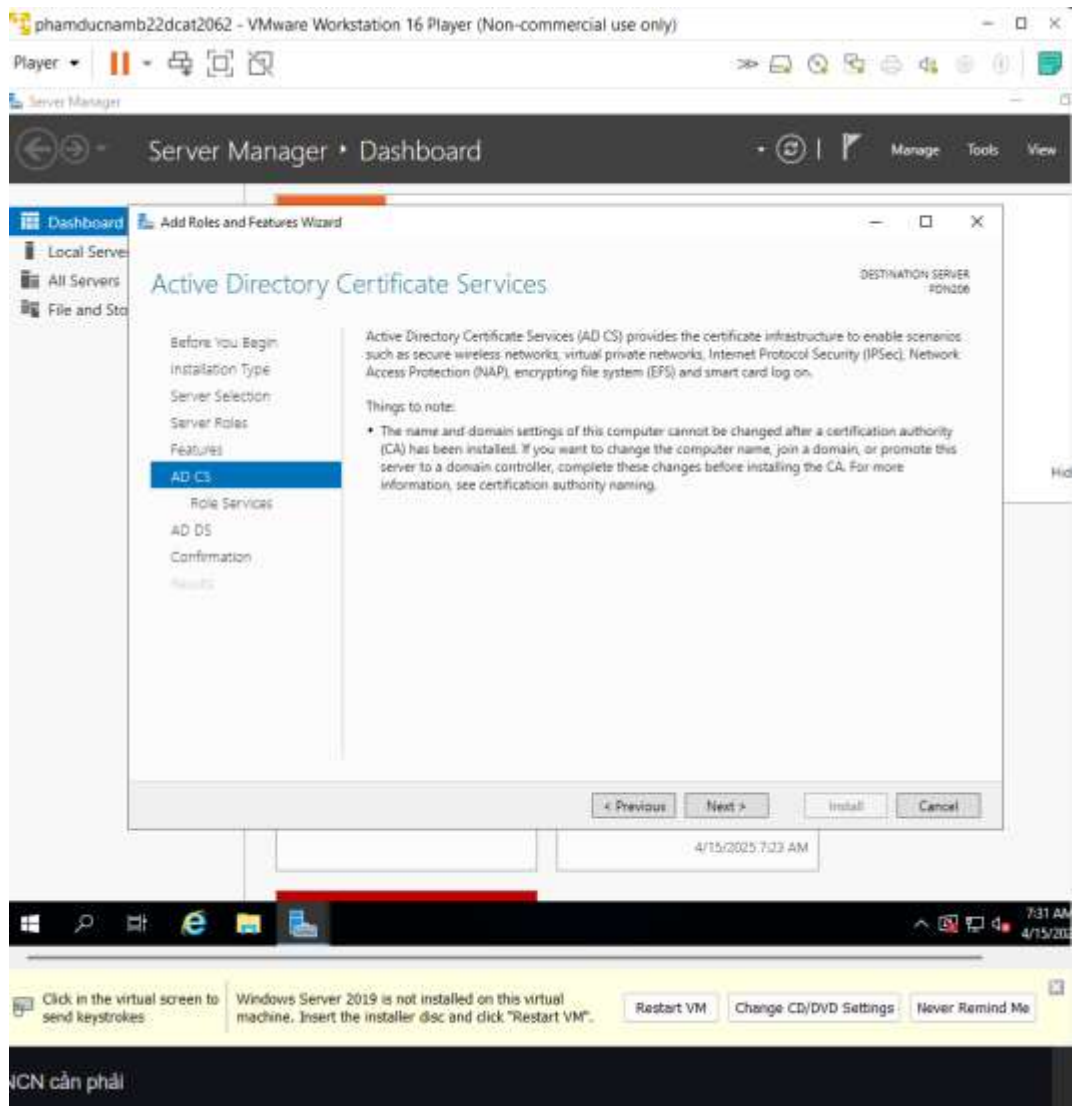 phamducnamb22dcat2062 - VMware Workstation 16 Player (Non-commercial use only)
Player
Server Manager
Server Manager • Dashboard
Manage Tools View
Dashboard
Local Serve
All Servers
File and Sto
Add Roles and Features Wizard
Active Directory Certificate Services
DESTINATION SERVER
PDN206
Before You Begin
Installation Type
Server Selection
Server Roles
Features
AD CS
Role Services
AD DS
Confirmation
Results
Active Directory Certificate Services (AD CS) provides the certificate infrastructure to enable scenarios
such as secure wireless networks, virtual private networks, Internet Protocol Security (IPSec), Network
Access Protection (NAP), encrypting file system (EFS) and smart card log on.
Things to note:
• The name and domain settings of this computer cannot be changed after a certification authority
(CA) has been installed. If you want to change the computer name, join a domain, or promote this
server to a domain controller, complete these changes before installing the CA. For more
information, see certification authority naming.
Hid
< Previous Next > Install Cancel
4/15/2025 7:23 AM
7:31 AM
4/15/202
Click in the virtual screen to
send keystrokes
Windows Server 2019 is not installed on this virtual
machine. Insert the installer disc and click "Restart VM".
Restart VM Change CD/DVD Settings Never Remind Me
NCN cần phải